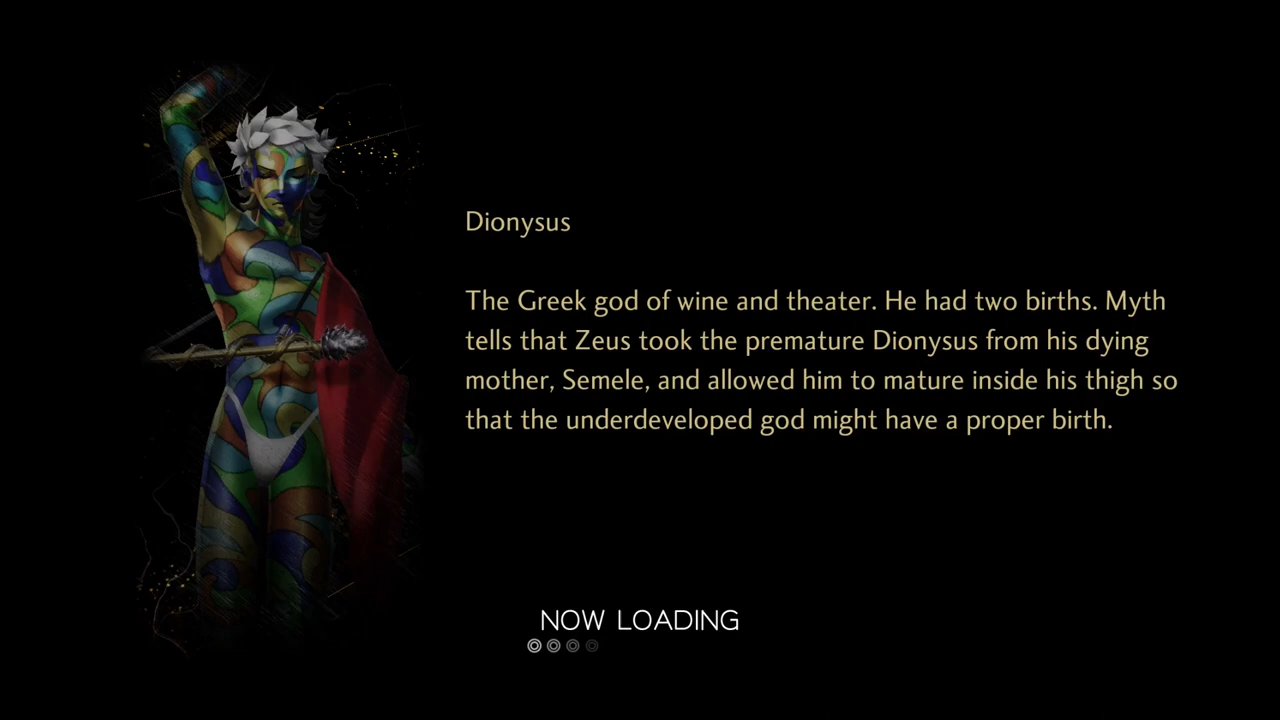 Dionysus
The Greek god of wine and theater. He had two births. Myth
tells that Zeus took the premature Dionysus from his dying
mother, Semele, and allowed him to mature inside his thigh so
that the underdeveloped god might have a proper birth.
NOW LOADING